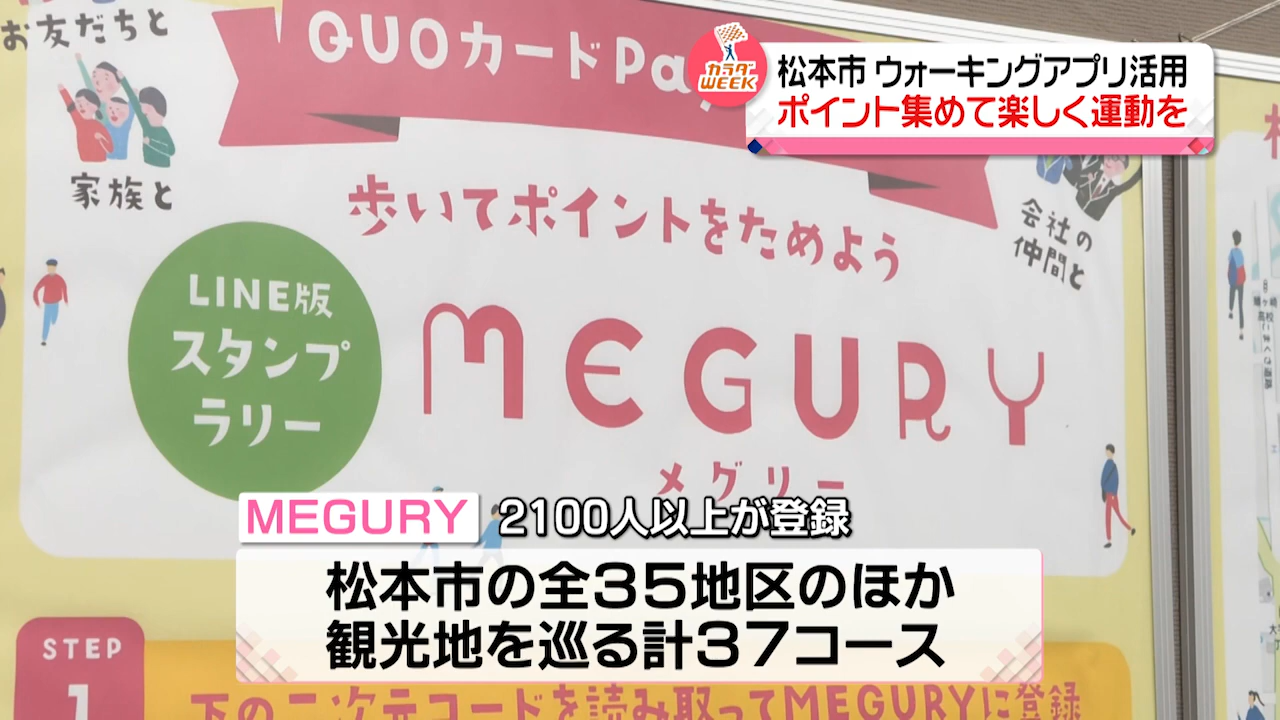 お友だちと
QUOカードPa
カラダ
WEEK
松本市 ウォーキングアプリ活用
ポイント集めて楽しく運動を
家族と
歩いてポイントをためよう
会社の
仲間と
LINE版
スタンプ
ラリー
MEGURY
メグリー
MEGURY 2100人以上が登録
松本市の全35地区のほか
観光地を巡る計37コース
STEP
1
下の二次元コードを読み取ってMEGURYに登録